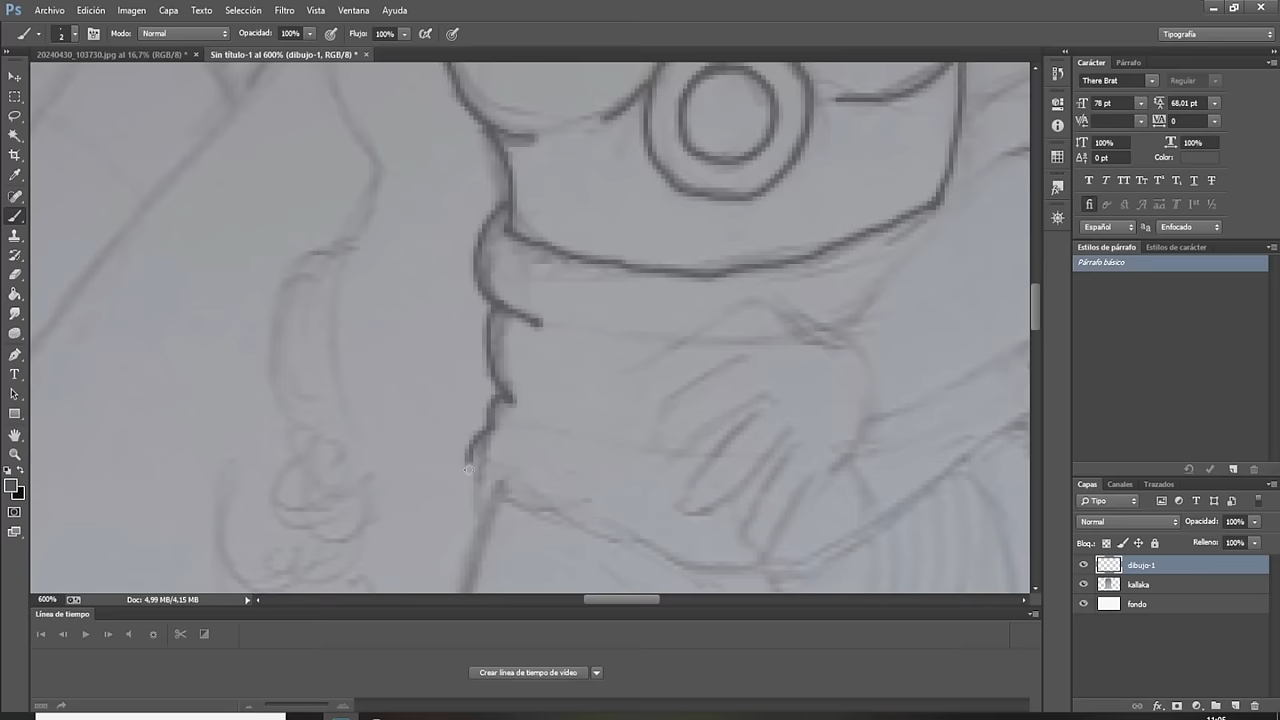 Ps Archivo Edición Imagen Capa Texto Selección Filtro Vista Ventana Ayuda
2 Modo: Normal Opacidad: 100% Flujo: 100% Tipografía
20240430_103730.jpg al 16,7% (RGB/8) * × Sin título-1 al 600% (dibujo-1, RGB/8) * ×
Carácter Párrafo
There Brat Regular
78 pt 68,01 pt
0
100% 100%
0 pt Color:
Español Enfocado
Estilos de párrafo Estilos de carácter
Párrafo básico
Capas Canales Trazados
Tipo
Normal Opacidad: 100%
Bloq.: Relleno: 100%
dibujo-1
kallaka
fondo
600% Doc: 4,99 MB/4,15 MB
Línea de tiempo
Crear línea de tiempo de vídeo